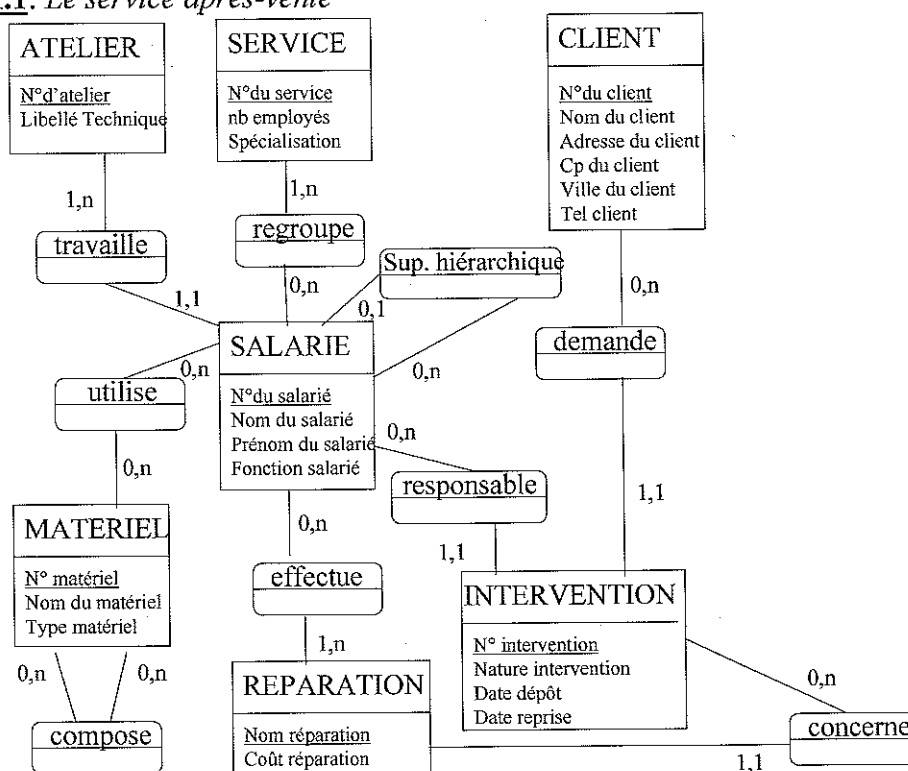 .1. Le service après-vente
ATELIER
N°d'atelier
Libellé Technique
SERVICE
N°du service
nb employés
Spécialisation
CLIENT
N°du client
Nom du client
Adresse du client
Cp du client
Ville du client
Tel client
1,n
1,n
travaille
regroupe
Sup. hiérarchique
0,n
1,1
0,n
0,1
SALARIE
N°du salarié
Nom du salarié
Prénom du salarié
Fonction salarié
demande
0,n
0,n
utilise
0,n
responsable
0,n
0,n
1,1
1,1
MATERIEL
N° matériel
Nom du matériel
Type matériel
effectue
INTERVENTION
N° intervention
Nature intervention
Date dépôt
Date reprise
1,n
0,n
0,n
0,n
REPARATION
Nom réparation
Coût réparation
compose
concerne
1,1